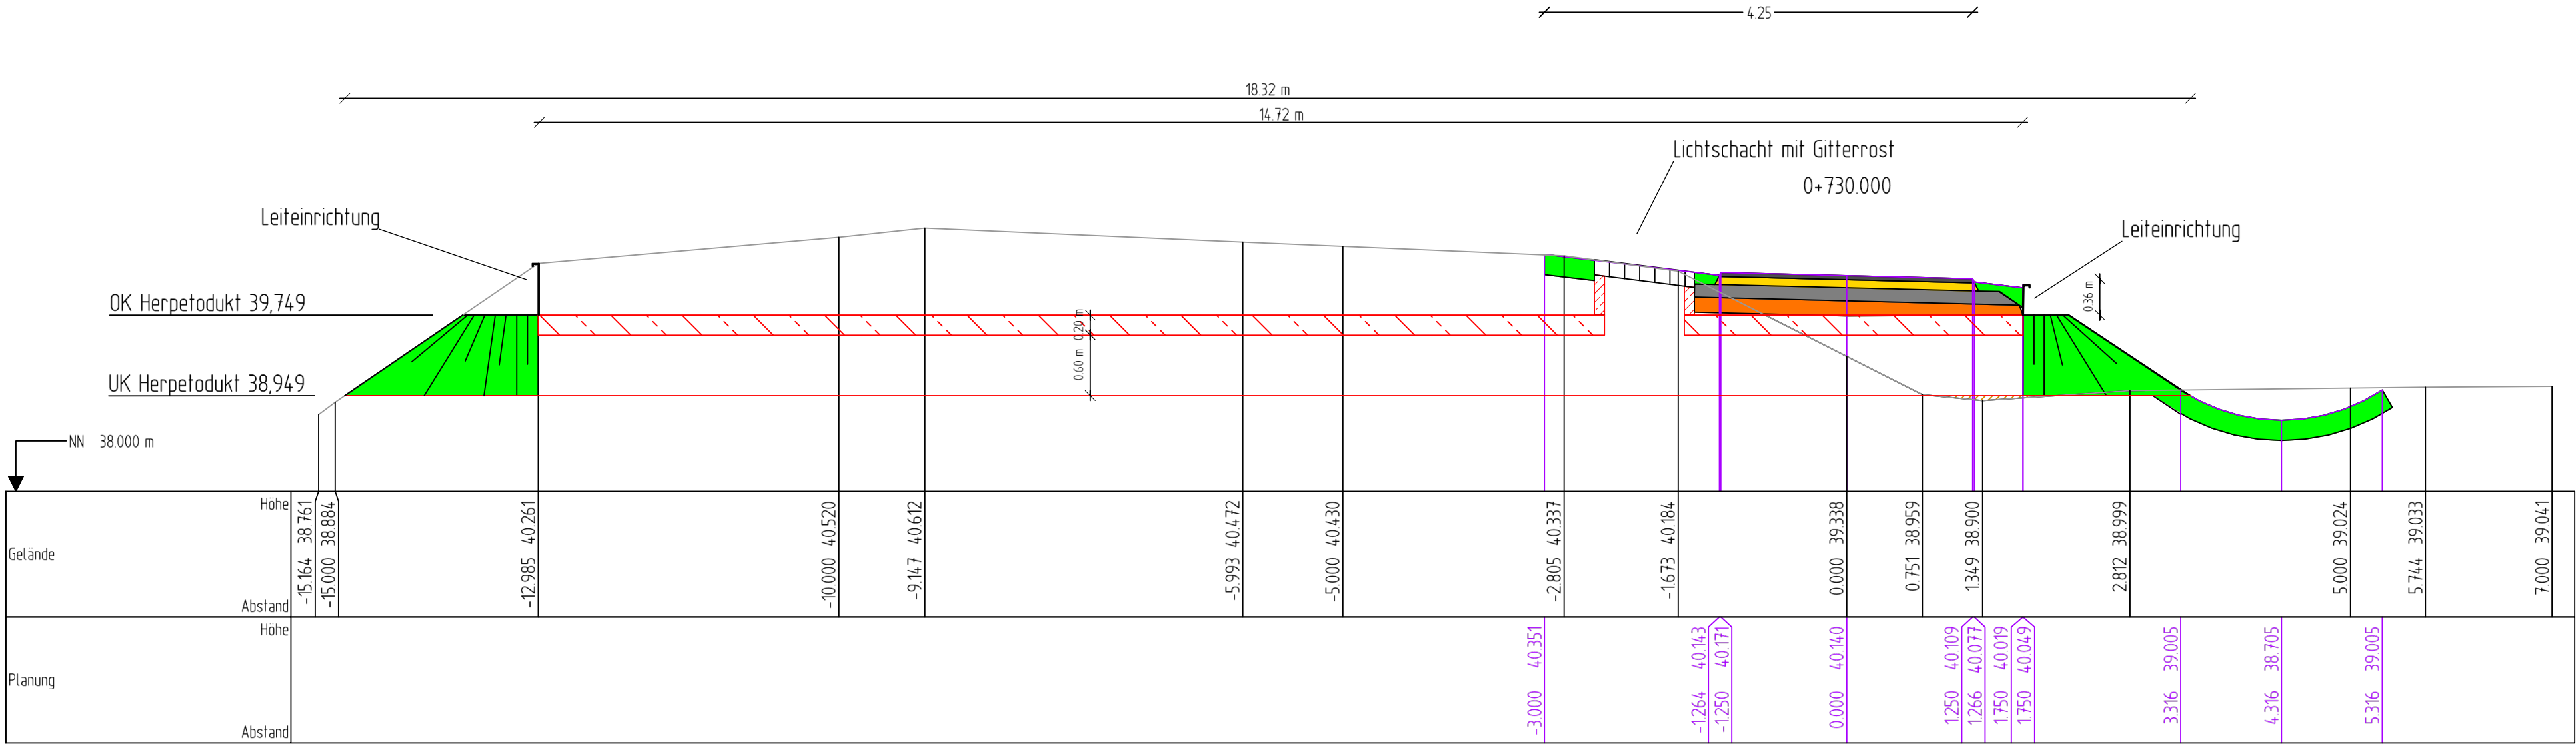 4.25
18.32 m
14.72 m
Lichtschacht mit Gitterrost
0+730.000
Leiteinrichtung
Leiteinrichtung
OK Herpetodukt 39,749
0.36 m
0.20 m
0.60 m
UK Herpetodukt 38,949
NN 38.000 m
Höhe
Gelände
Abstand
-15.164 38.761
-15.000 38.884
-12.985 40.261
-10.000 40.520
-9.147 40.612
-5.993 40.472
-5.000 40.430
-2.805 40.337
-1.673 40.184
0.000 39.338
0.751 38.959
1.349 38.900
2.812 38.999
5.000 39.024
5.744 39.033
7.000 39.041
Höhe
Planung
Abstand
-3.000 40.351
-1.264 40.143
-1.250 40.171
0.000 40.140
1.250 40.109
1.266 40.077
1.750 40.019
1.750 40.049
3.316 39.005
4.316 38.705
5.316 39.005